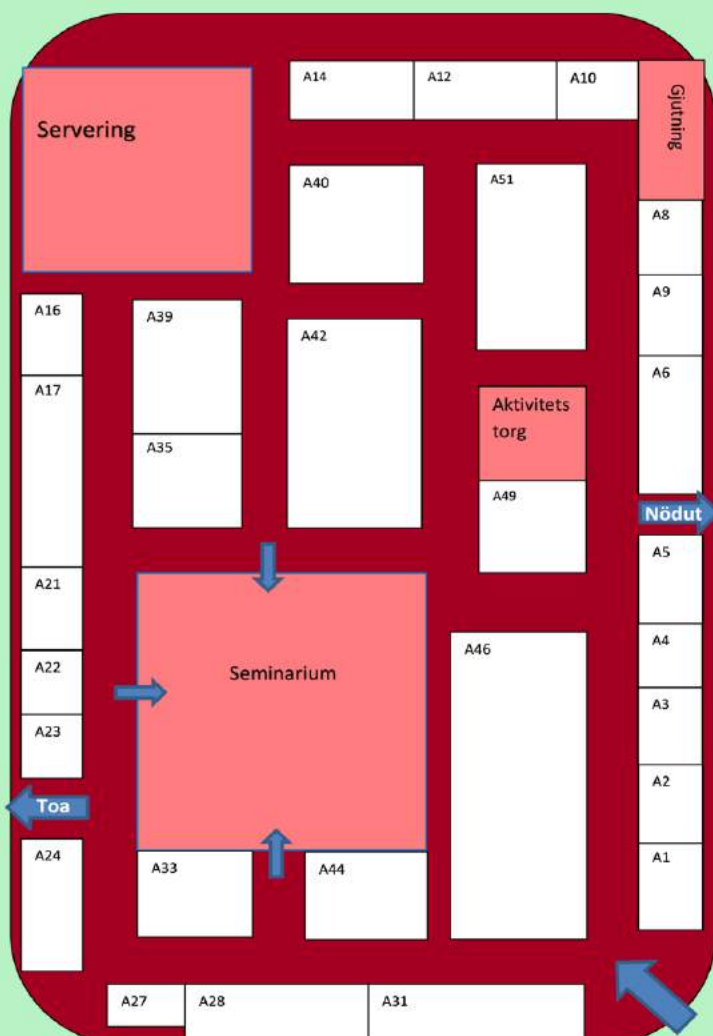 A14
A12
A10
Gjutning
Servering
A40
A51
A8
A9
A16
A39
A42
A6
A17
Aktivitets
torg
A35
A49
Nödut
A5
A21
A4
A46
A22
Seminarium
A3
A23
A2
Toa
A24
A33
A44
A1
A27
A28
A31